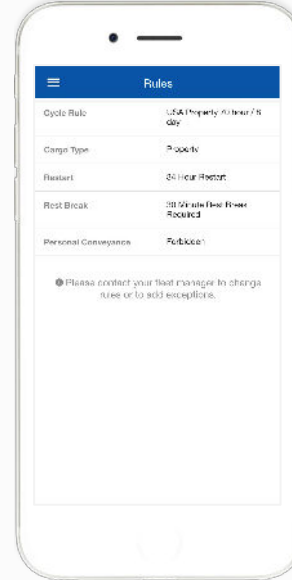 Rules
Cycle Rule
USA Property 70 hour / 8
day
Cargo Type
Property
Restart
34 Hour Restart
Rest Break
30 Minute Rest Break
Required
Personal Conveyance
Forbidden
Please contact your fleet manager to change
rules or to add exceptions.